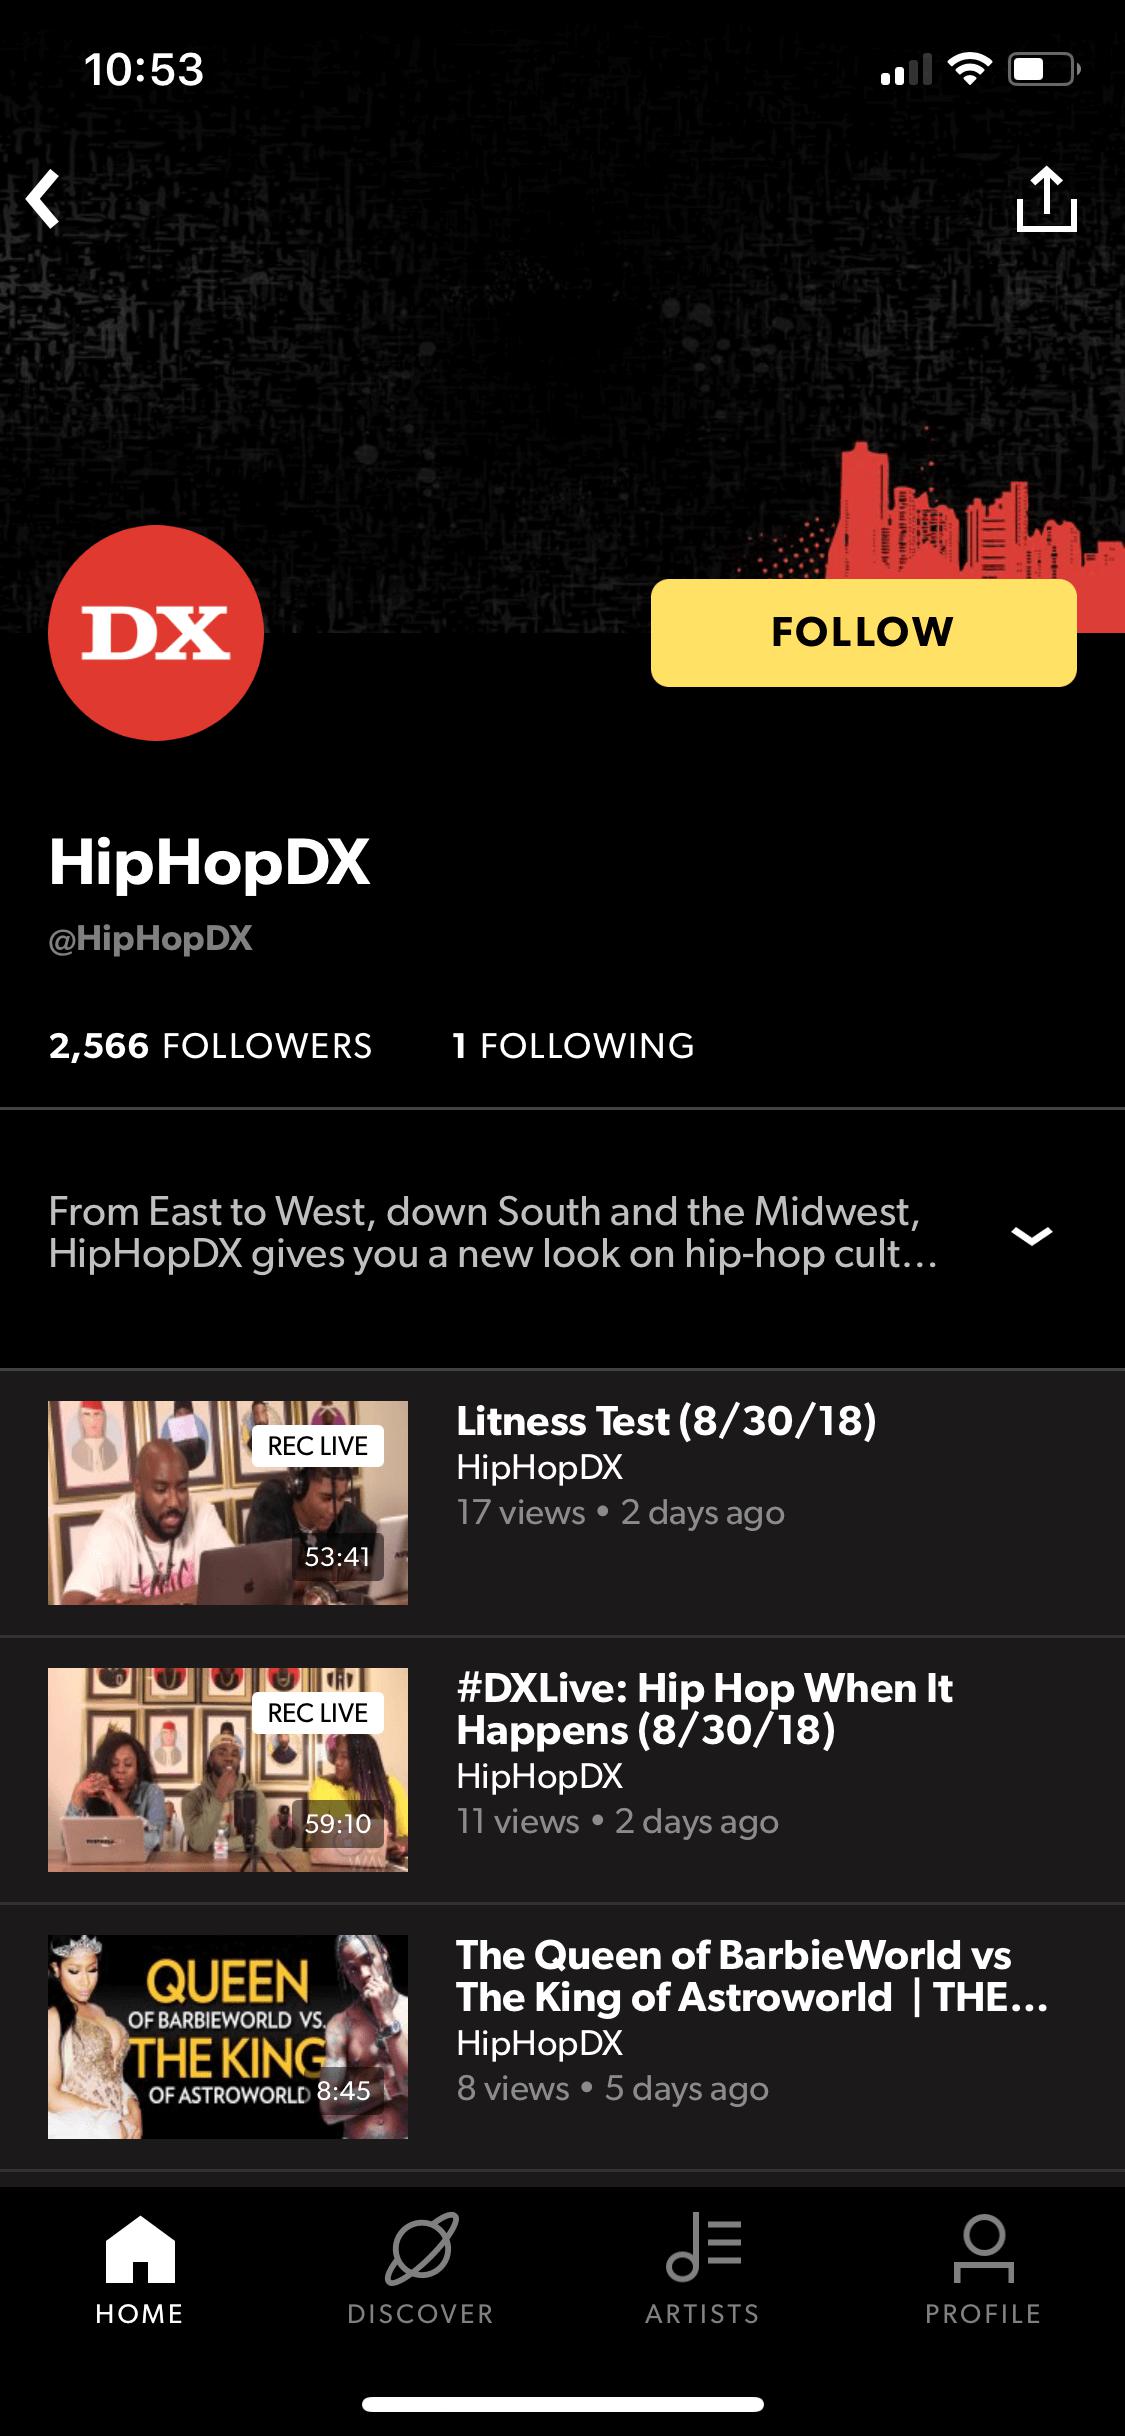 10:53
DX
FOLLOW
HipHopDX
@HipHopDX
2,566 FOLLOWERS 1 FOLLOWING
From East to West, down South and the Midwest,
HipHopDX gives you a new look on hip-hop cult...
REC LIVE
53:41
Litness Test (8/30/18)
HipHopDX
17 views • 2 days ago
REC LIVE
59:10
#DXLive: Hip Hop When It
Happens (8/30/18)
HipHopDX
11 views • 2 days ago
QUEEN
OF BARBIEWORLD VS.
THE KING
OF ASTROWORLD
8:45
The Queen of BarbieWorld vs
The King of Astroworld | THE...
HipHopDX
8 views • 5 days ago
HOME DISCOVER ARTISTS PROFILE